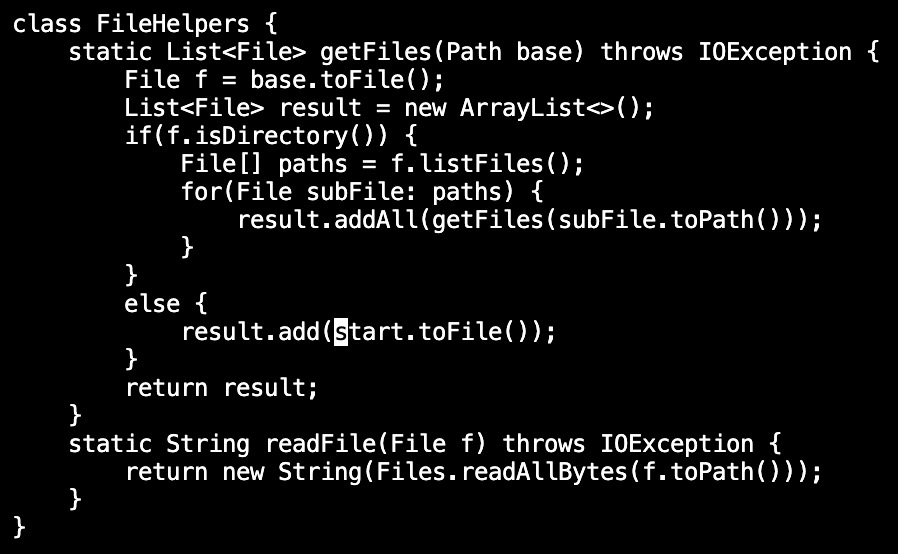 class FileHelpers {
    static List<File> getFiles(Path base) throws IOException {
        File f = base.toFile();
        List<File> result = new ArrayList<>();
        if(f.isDirectory()) {
            File[] paths = f.listFiles();
            for(File subFile: paths) {
                result.addAll(getFiles(subFile.toPath()));
            }
        }
        else {
            result.add(start.toFile());
        }
        return result;
    }
    static String readFile(File f) throws IOException {
        return new String(Files.readAllBytes(f.toPath()));
    }
}